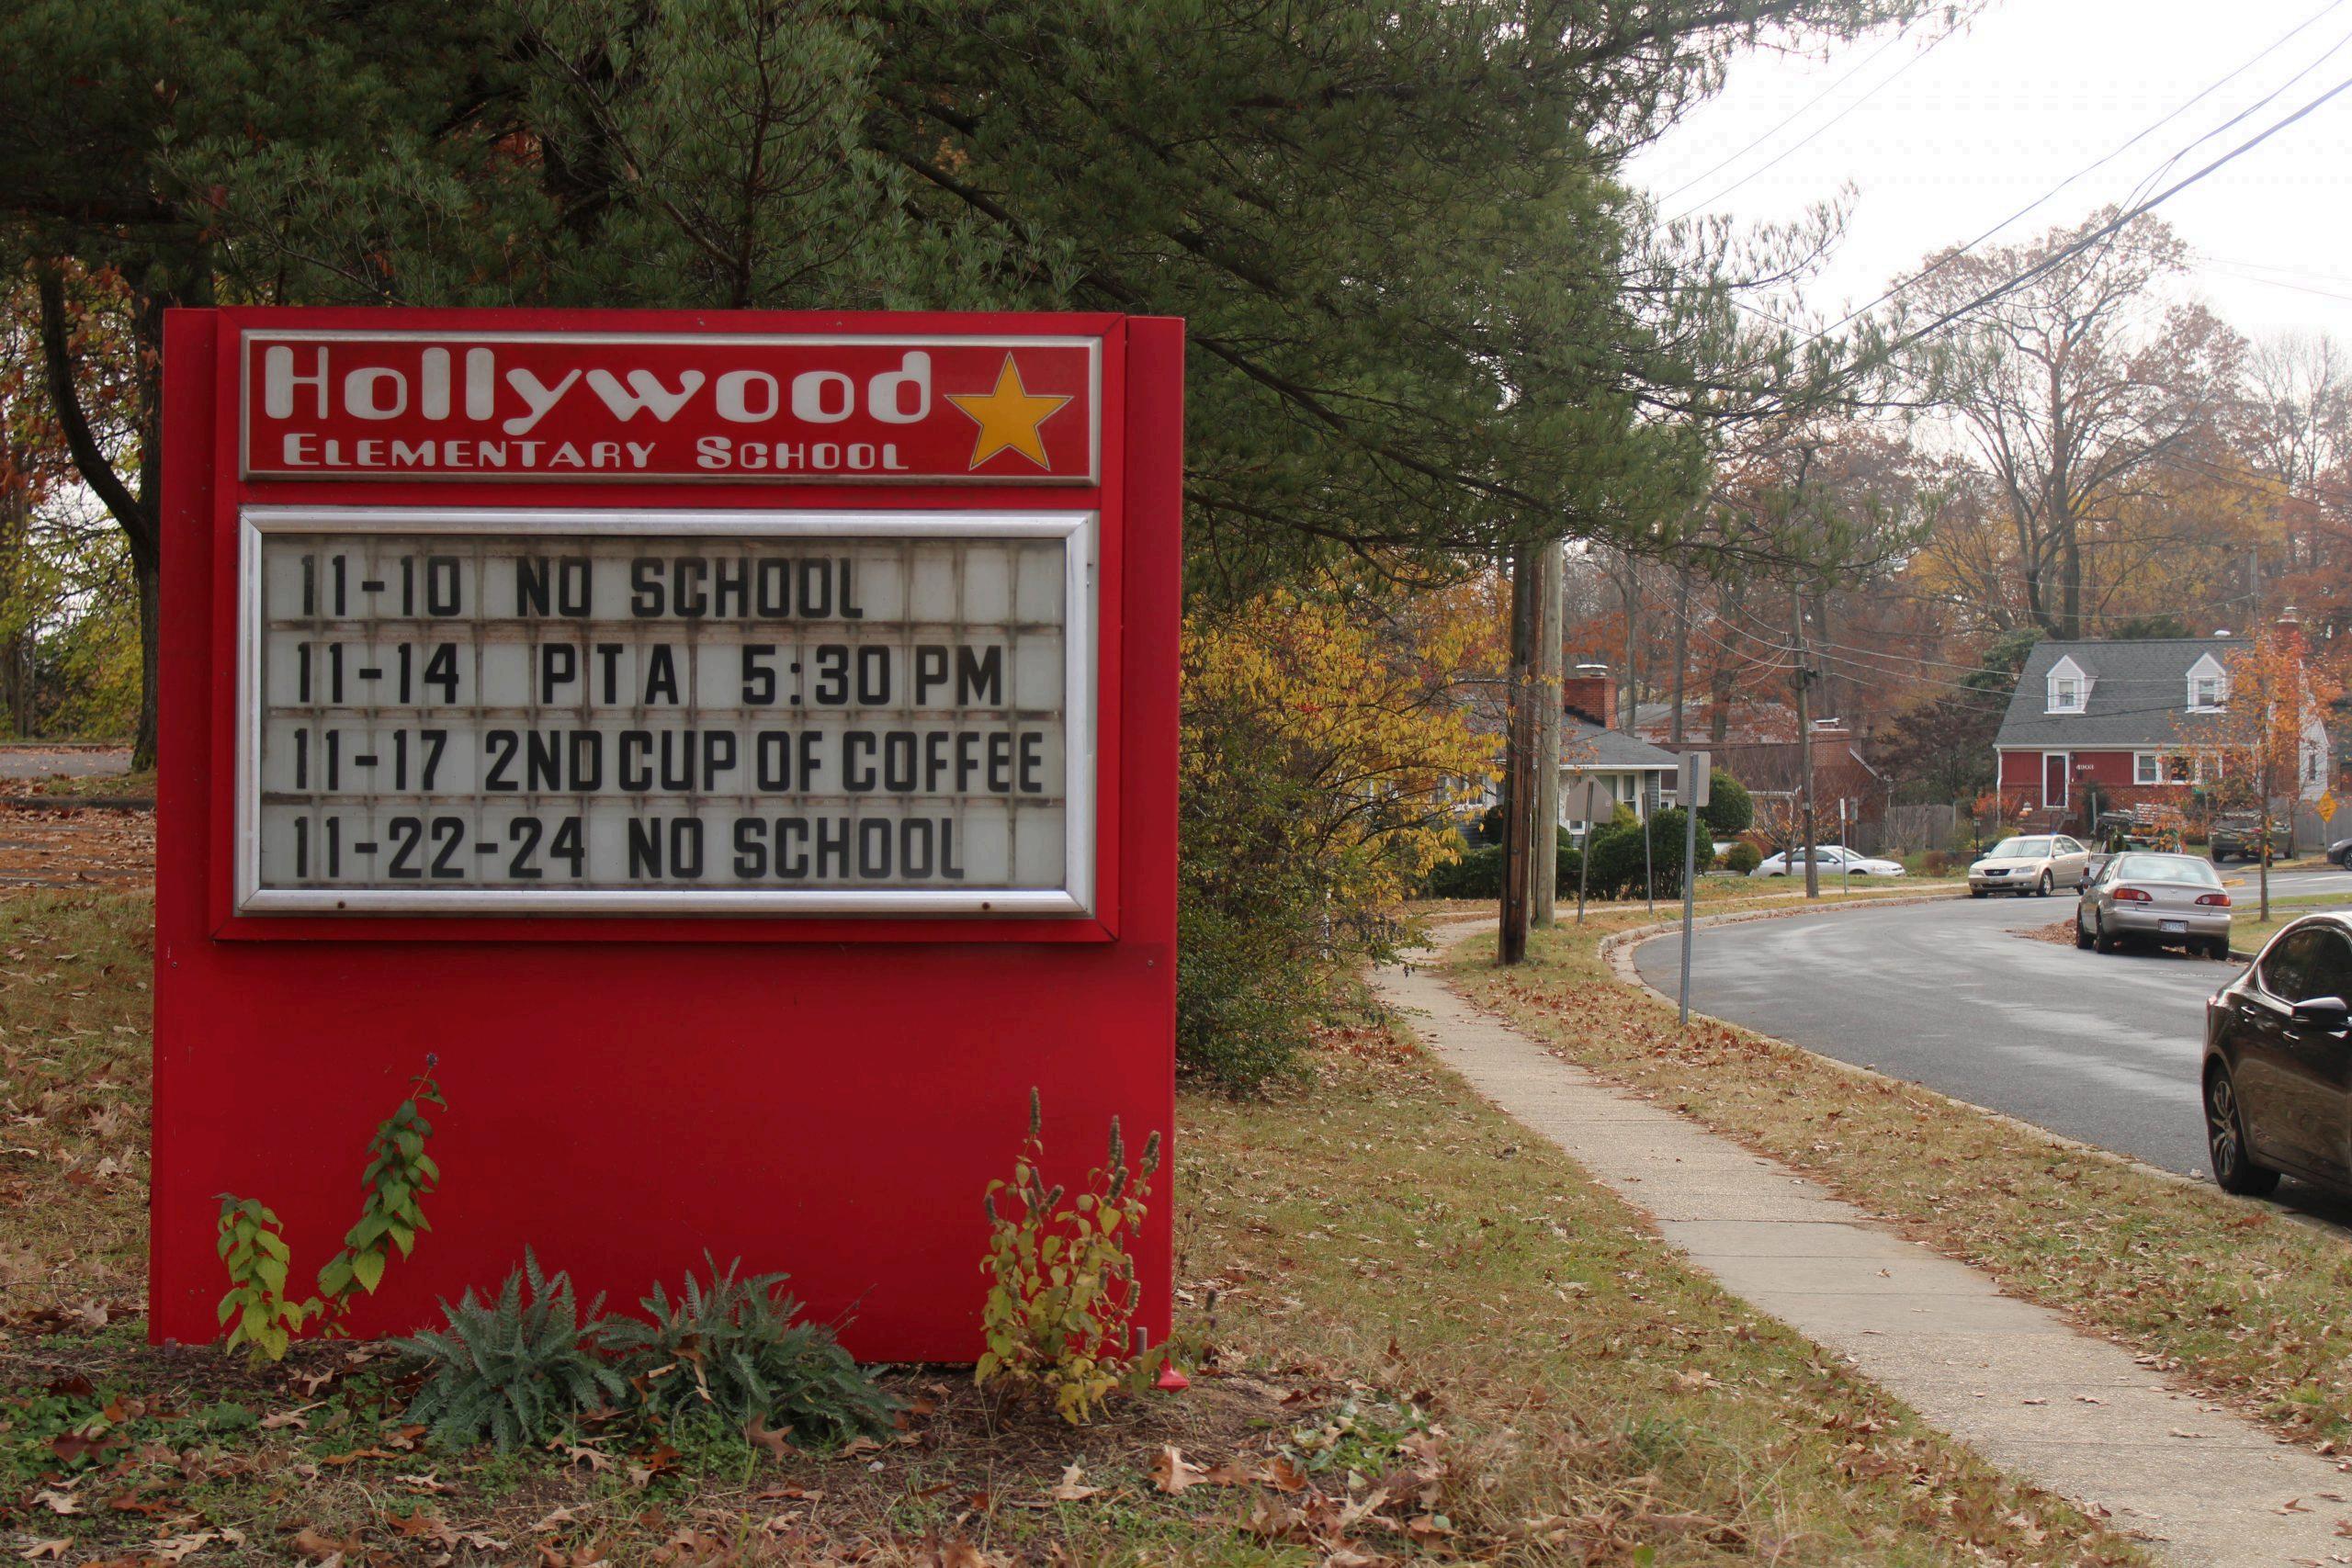 Hollywood
ELEMENTARY SCHOOL
11-10 NO SCHOOL
11-14 PTA 5:30 PM
11-17 2ND CUP OF COFFEE
11-22-24 NO SCHOOL